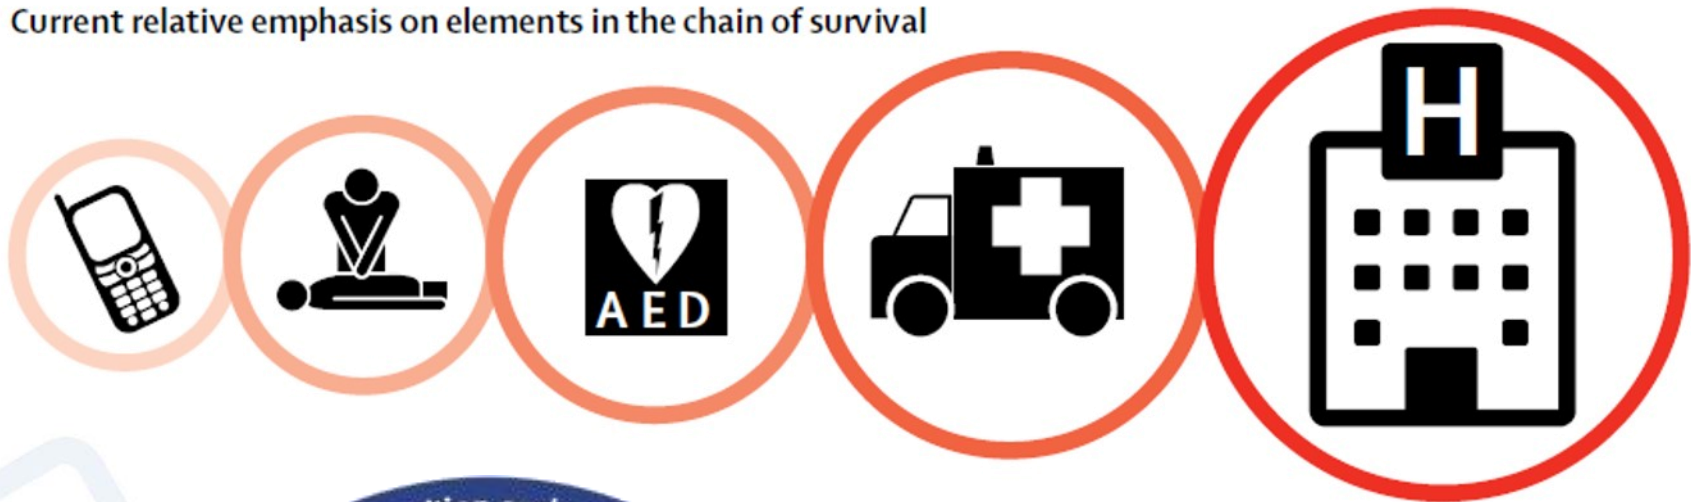 Current relative emphasis on elements in the chain of survival
H
AED